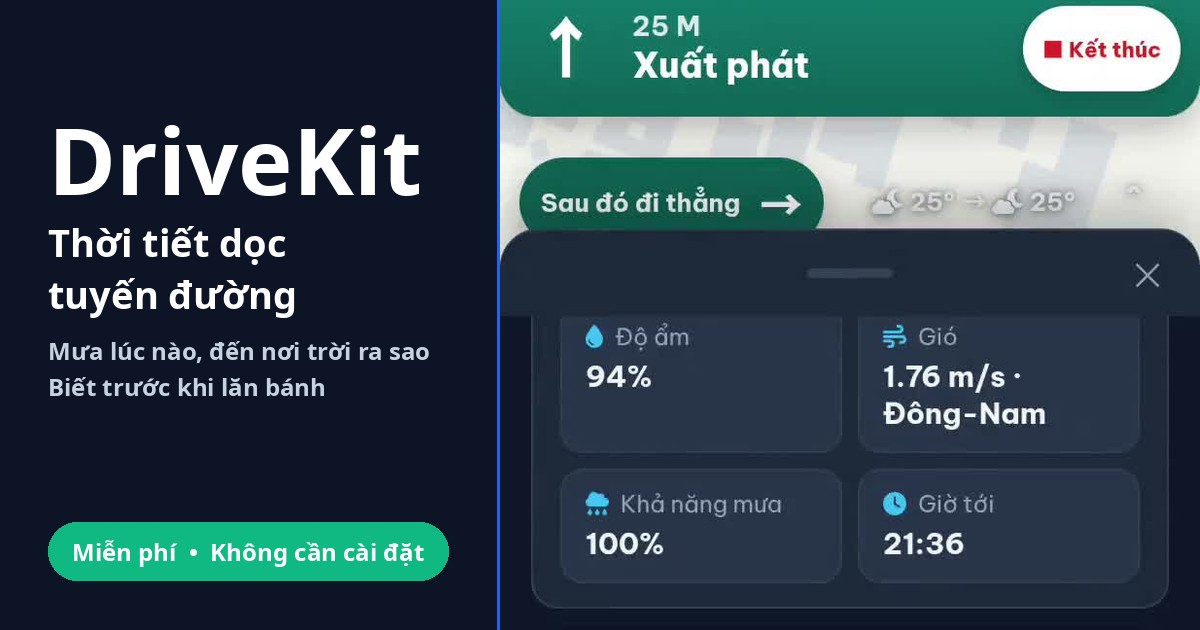 DriveKit
Thời tiết dọc
tuyến đường
Mưa lúc nào, đến nơi trời ra sao
Biết trước khi lăn bánh
Miễn phí • Không cần cài đặt
25 M
Xuất phát
Kết thúc
Sau đó đi thẳng →
25° → 25°
Độ ẩm
94%
Gió
1.76 m/s ·
Đông-Nam
Khả năng mưa
100%
Giờ tới
21:36